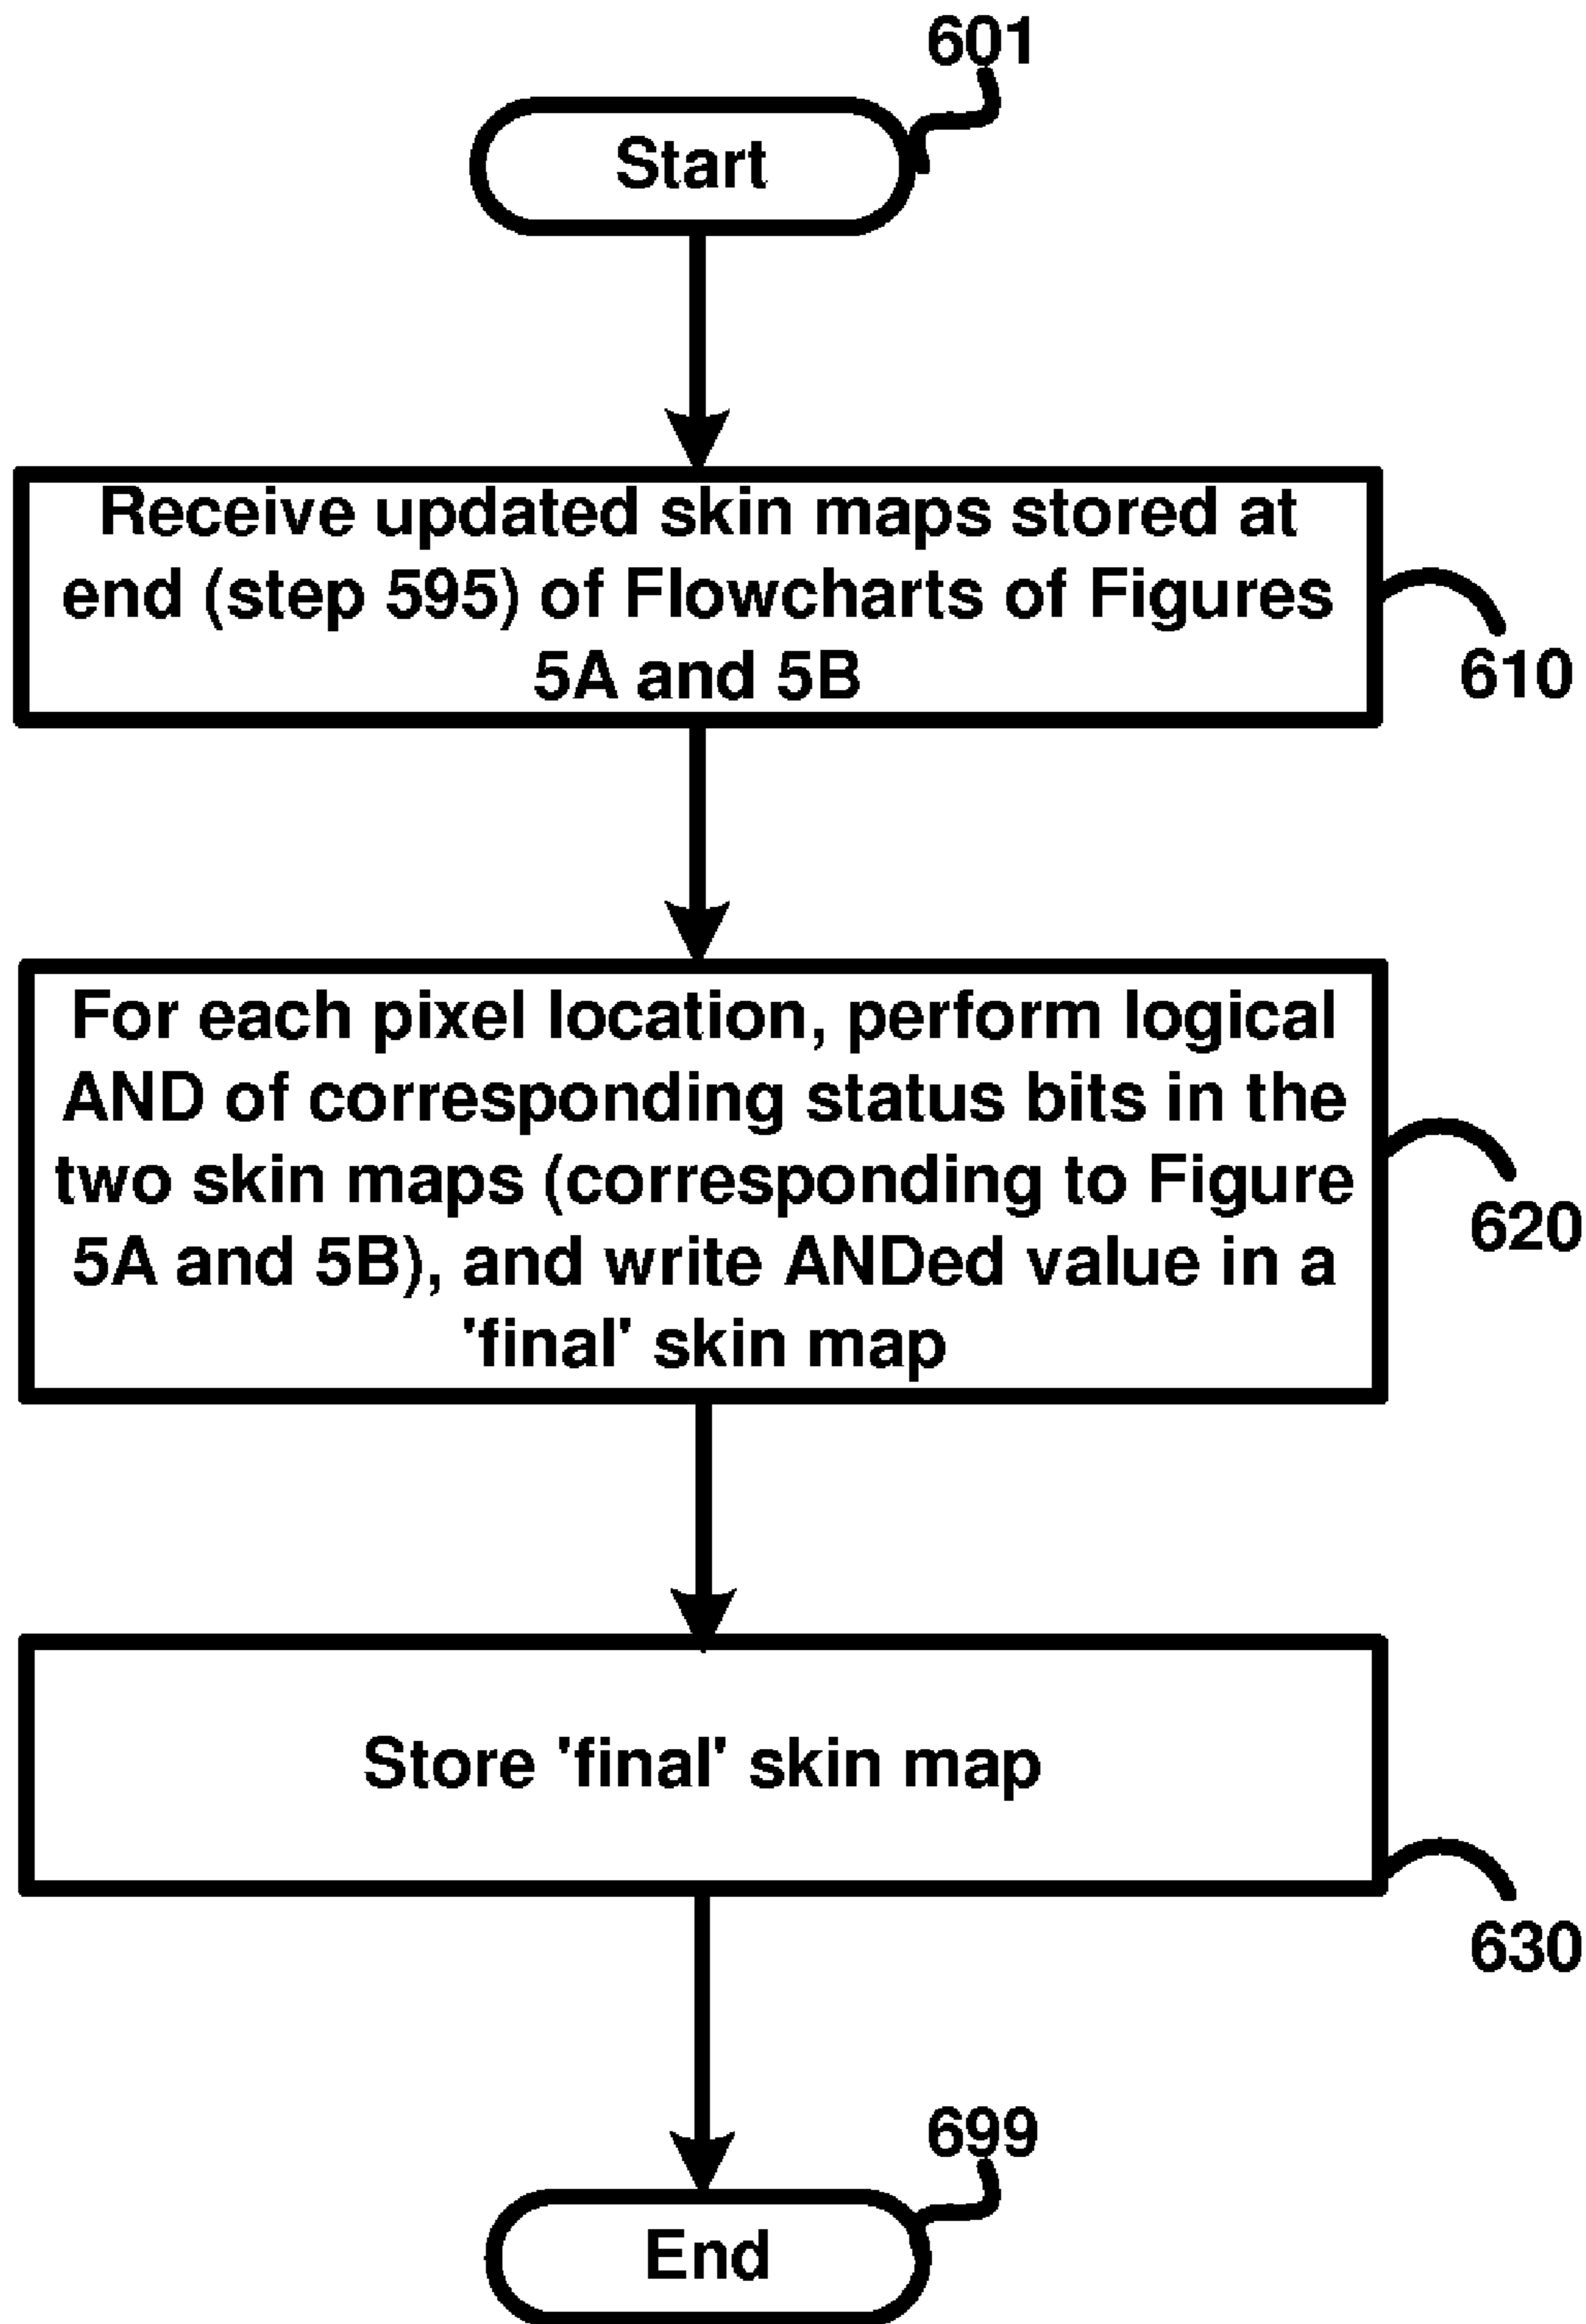 601
Start
Receive updated skin maps stored at
end (step 595) of Flowcharts of Figures
5A and 5B
610
For each pixel location, perform logical
AND of corresponding status bits in the
two skin maps (corresponding to Figure
5A and 5B), and write ANDed value in a
'final' skin map
620
Store 'final' skin map
630
699
End